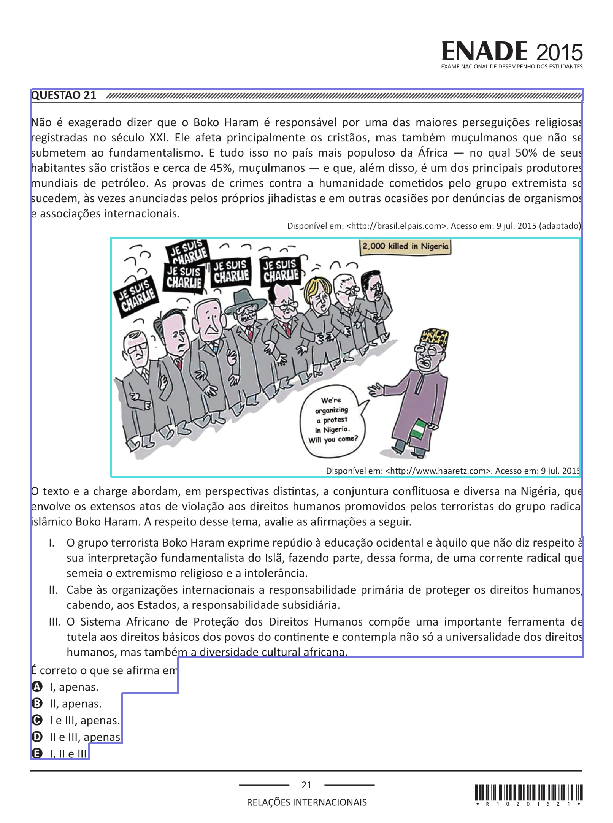 ENADE 2015
EXAME NACIONAL DE DESEMPENHO DOS ESTUDANTES
QUESTÃO 21
Não é exagerado dizer que o Boko Haram é responsável por uma das maiores perseguições religiosas
registradas no século XXI. Ele afeta principalmente os cristãos, mas também muçulmanos que não se
submetem ao fundamentalismo. E tudo isso no país mais populoso da África — no qual 50% de seus
habitantes são cristãos e cerca de 45%, muçulmanos — e que, além disso, é um dos principais produtores
mundiais de petróleo. As provas de crimes contra a humanidade cometidos pelo grupo extremista se
sucedem, às vezes anunciadas pelos próprios jihadistas e em outras ocasiões por denúncias de organismos
e associações internacionais.
Disponível em: <http://brasil.elpais.com>. Acesso em: 9 jul. 2015 (adaptado)
JE SUIS CHARLIE
JE SUIS CHARLIE
JE SUIS CHARLIE
JE SUIS CHARLIE
JE SUIS CHARLIE
2,000 killed in Nigeria
We're
organizing
a protest
in Nigeria.
Will you come?
Disponível em: <http://www.haaretz.com>. Acesso em: 9 jul. 2015
O texto e a charge abordam, em perspectivas distintas, a conjuntura conflituosa e diversa na Nigéria, que
envolve os extensos atos de violação aos direitos humanos promovidos pelos terroristas do grupo radical
islâmico Boko Haram. A respeito desse tema, avalie as afirmações a seguir.
I. O grupo terrorista Boko Haram exprime repúdio à educação ocidental e àquilo que não diz respeito à
sua interpretação fundamentalista do Islã, fazendo parte, dessa forma, de uma corrente radical que
semeia o extremismo religioso e a intolerância.
II. Cabe às organizações internacionais a responsabilidade primária de proteger os direitos humanos,
cabendo, aos Estados, a responsabilidade subsidiária.
III. O Sistema Africano de Proteção dos Direitos Humanos compõe uma importante ferramenta de
tutela aos direitos básicos dos povos do continente e contempla não só a universalidade dos direitos
humanos, mas também a diversidade cultural africana.
É correto o que se afirma em
A I, apenas.
B II, apenas.
C I e III, apenas.
D II e III, apenas
E I, II e III
21
RELAÇÕES INTERNACIONAIS
*R10201521*